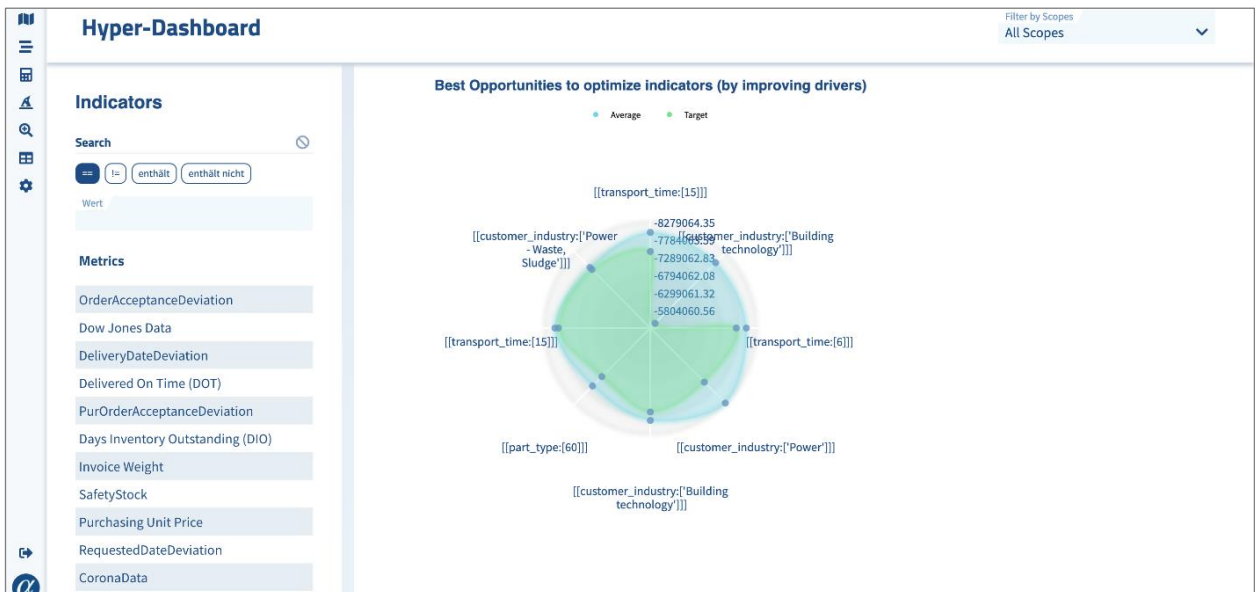 Hyper-Dashboard
Filter by Scopes
All Scopes
Indicators
Search
==
!=
enthält
enthält nicht
Wert
Metrics
OrderAcceptanceDeviation
Dow Jones Data
DeliveryDateDeviation
Delivered On Time (DOT)
PurOrderAcceptanceDeviation
Days Inventory Outstanding (DIO)
Invoice Weight
SafetyStock
Purchasing Unit Price
RequestedDateDeviation
CoronaData
α
Best Opportunities to optimize indicators (by improving drivers)
Average
Target
[[transport_time:[15]]]
-8279064.35
-7784063.59
-7289062.83
-6794062.08
-6299061.32
-5804060.56
[[customer_industry:['Building
technology']]]
[[customer_industry:['Power
- Waste,
Sludge']]]
[[transport_time:[15]]]
[[transport_time:[6]]]
[[part_type:[60]]]
[[customer_industry:['Power']]]
[[customer_industry:['Building
technology']]]